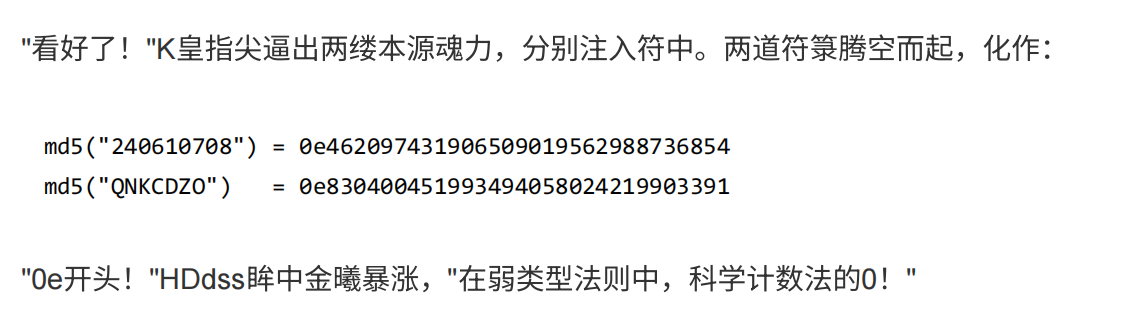 "看好了！"K皇指尖逼出两缕本源魂力，分别注入符中。两道符箓腾空而起，化作：
md5("240610708") = 0e462097431906509019562988736854
md5("QNKCDZO")   = 0e830400451993494058024219903391
"0e开头！"HDdss眸中金曦暴涨，"在弱类型法则中，科学计数法的0！"